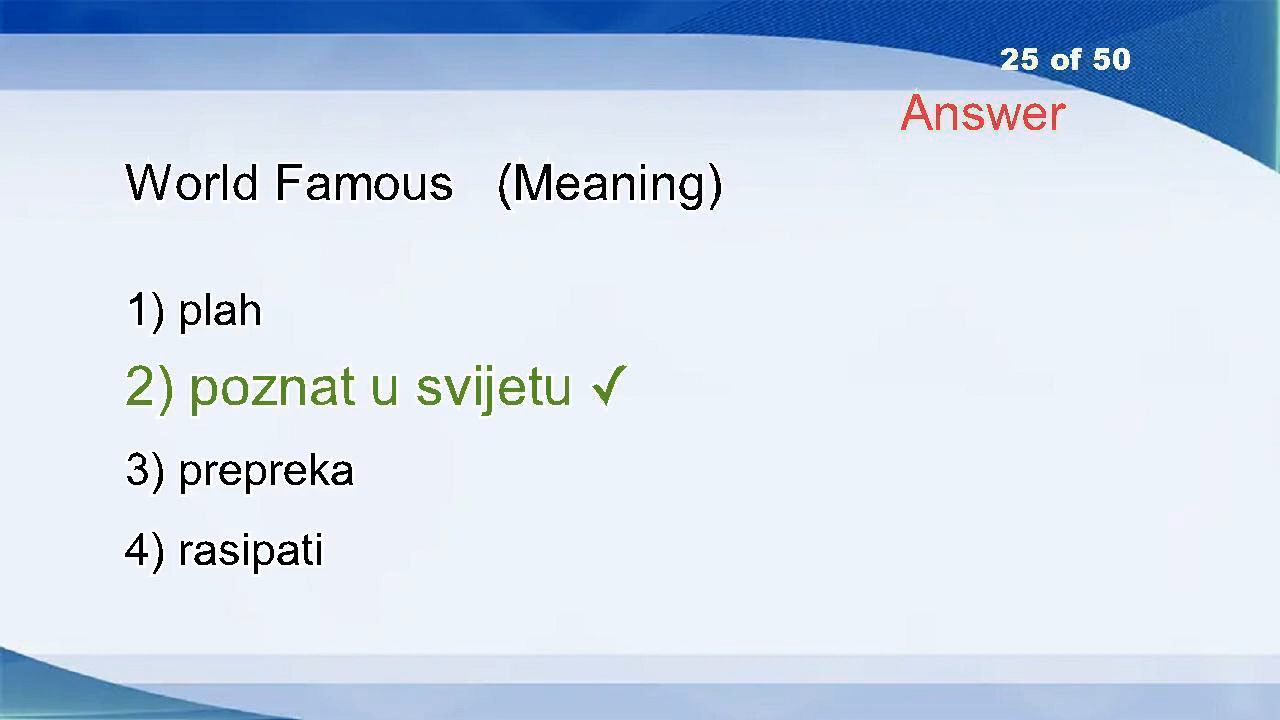 25 of 50
Answer
World Famous (Meaning)
1) plah
2) poznat u svijetu ✓
3) prepreka
4) rasipati